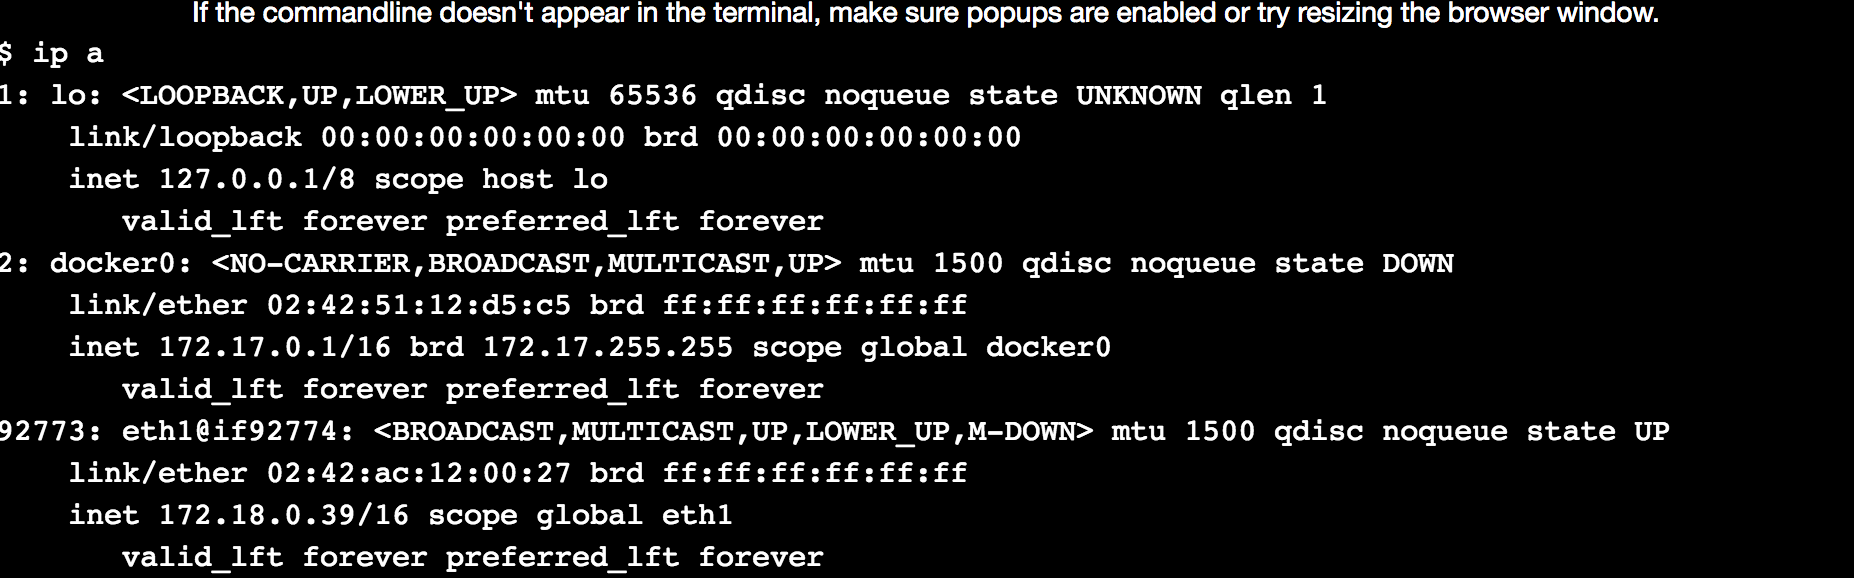 If the commandline doesn't appear in the terminal, make sure popups are enabled or try resizing the browser window.
$ ip a
1: lo: <LOOPBACK,UP,LOWER_UP> mtu 65536 qdisc noqueue state UNKNOWN qlen 1
    link/loopback 00:00:00:00:00:00 brd 00:00:00:00:00:00
    inet 127.0.0.1/8 scope host lo
       valid_lft forever preferred_lft forever
2: docker0: <NO-CARRIER,BROADCAST,MULTICAST,UP> mtu 1500 qdisc noqueue state DOWN
    link/ether 02:42:51:12:d5:c5 brd ff:ff:ff:ff:ff:ff
    inet 172.17.0.1/16 brd 172.17.255.255 scope global docker0
       valid_lft forever preferred_lft forever
92773: eth1@if92774: <BROADCAST,MULTICAST,UP,LOWER_UP,M-DOWN> mtu 1500 qdisc noqueue state UP
    link/ether 02:42:ac:12:00:27 brd ff:ff:ff:ff:ff:ff
    inet 172.18.0.39/16 scope global eth1
       valid_lft forever preferred_lft forever